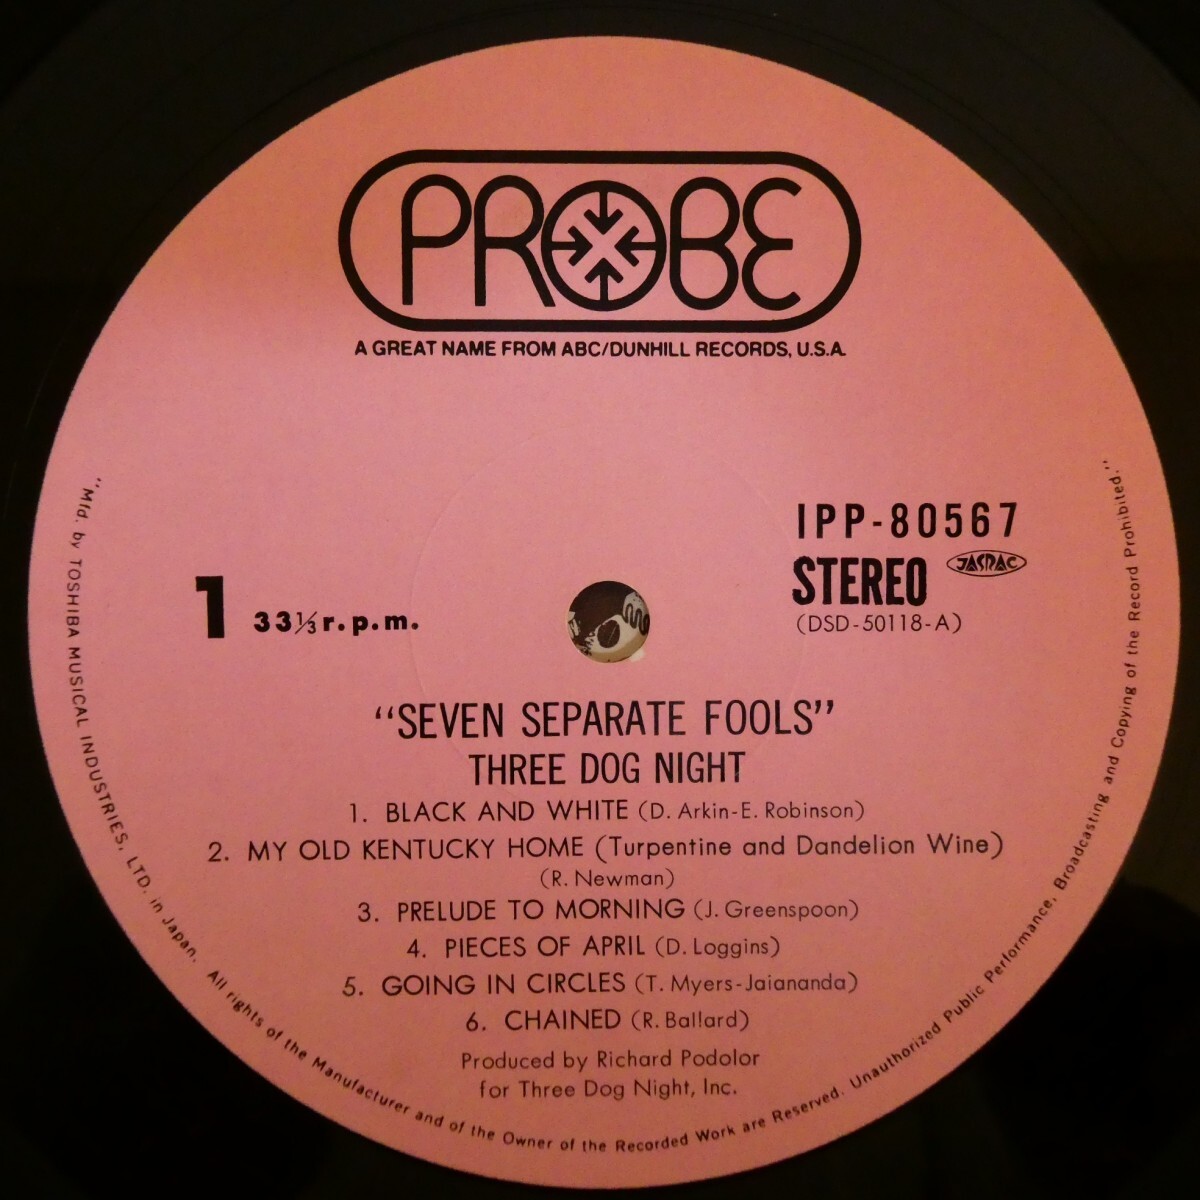 PROBE
A GREAT NAME FROM ABC/DUNHILL RECORDS, U.S.A.
IPP-80567
STEREO JASRAC
(DSD-50118-A)
1 33⅓ r.p.m.
"SEVEN SEPARATE FOOLS"
THREE DOG NIGHT
1. BLACK AND WHITE (D. Arkin-E. Robinson)
2. MY OLD KENTUCKY HOME (Turpentine and Dandelion Wine)
(R. Newman)
3. PRELUDE TO MORNING (J. Greenspoon)
4. PIECES OF APRIL (D. Loggins)
5. GOING IN CIRCLES (T. Myers-Jaiananda)
6. CHAINED (R. Ballard)
Produced by Richard Podolor
for Three Dog Night, Inc.
"Mfd. by TOSHIBA MUSICAL INDUSTRIES, LTD. in Japan. All rights of the Manufacturer and of the Owner of the Recorded Work are Reserved. Unauthorized Public Performance, Broadcasting and Copying of the Record Prohibited."